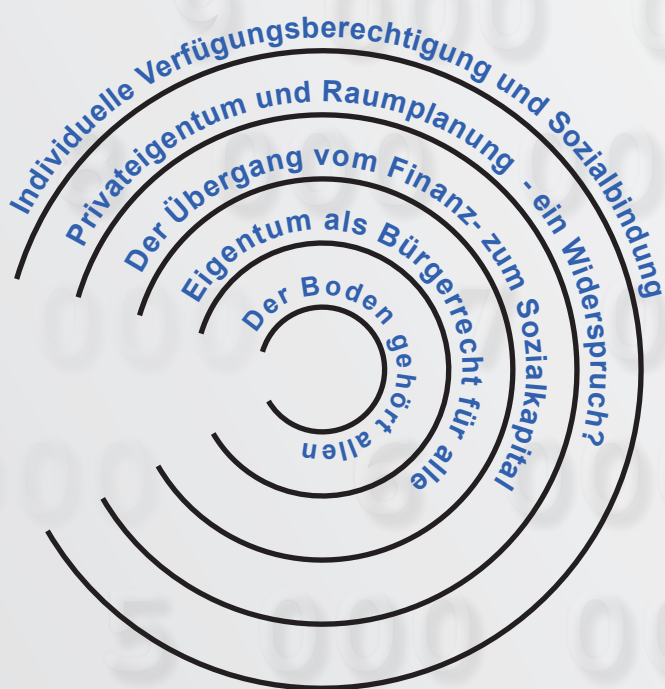 Individuelle Verfügungsberechtigung und Sozialbindung
Privateigentum und Raumplanung - ein Widerspruch?
Der Übergang vom Finanz- zum Sozialkapital
Eigentum als Bürgerrecht für alle
Der Boden gehört allen